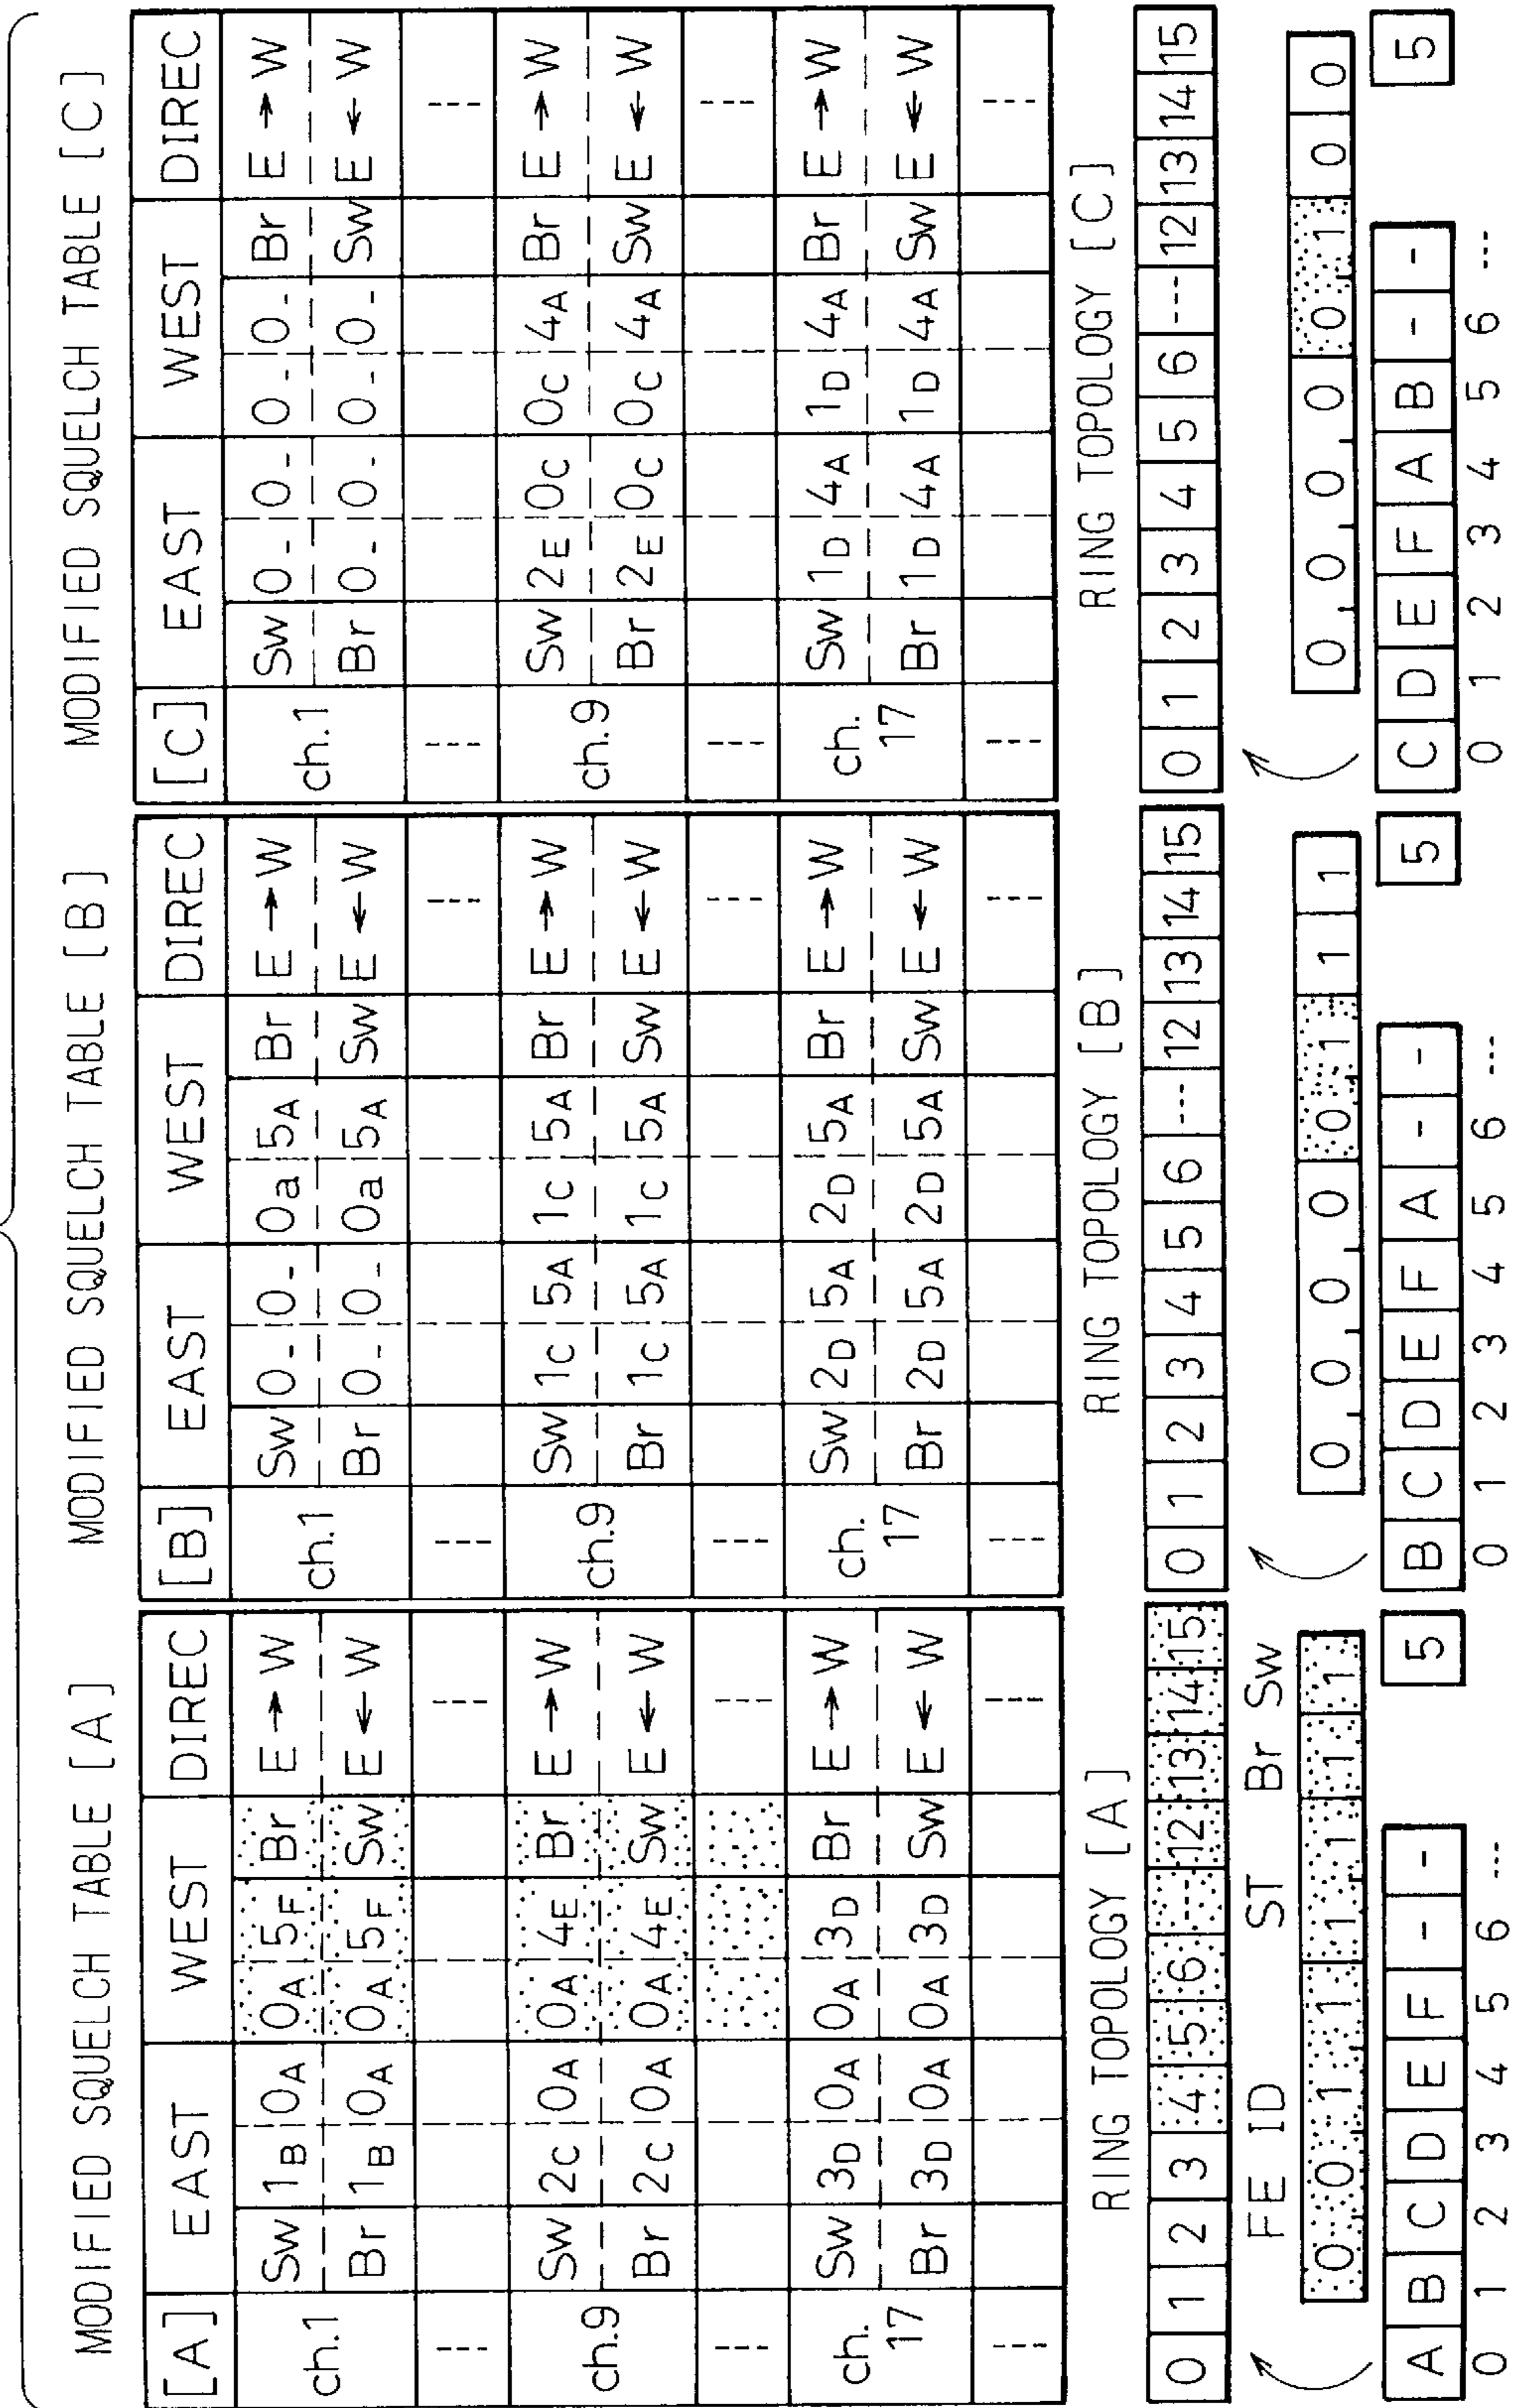 MODIFIED SQUELCH TABLE [A]
[A] EAST WEST DIREC
ch.1 Sw 1B 0A 0A 5F Br E→W
Br 1B 0A 0A 5F Sw E←W
--- ---
ch.9 Sw 2C 0A 0A 4E Br E→W
Br 2C 0A 0A 4E Sw E←W
--- ---
ch. 17 Sw 3D 0A 0A 3D Br E→W
Br 3D 0A 0A 3D Sw E←W
--- ---
RING TOPOLOGY [A]
0 1 2 3 4 5 6 --- 12 13 14 15
FE ID ST Br Sw
0 0 1 1 1 1 1 1
A B C D E F - - 5
0 1 2 3 4 5 6 ---
MODIFIED SQUELCH TABLE [B]
[B] EAST WEST DIREC
ch.1 Sw 0- 0- 0a 5A Br E→W
Br 0- 0- 0a 5A Sw E←W
--- ---
ch.9 Sw 1C 5A 1C 5A Br E→W
Br 1C 5A 1C 5A Sw E←W
--- ---
ch. 17 Sw 2D 5A 2D 5A Br E→W
Br 2D 5A 2D 5A Sw E←W
--- ---
RING TOPOLOGY [B]
0 1 2 3 4 5 6 --- 12 13 14 15
0 0 0 0 0 1 1 1
B C D E F A - - 5
0 1 2 3 4 5 6 ---
MODIFIED SQUELCH TABLE [C]
[C] EAST WEST DIREC
ch.1 Sw 0- 0- 0- 0- Br E→W
Br 0- 0- 0- 0- Sw E←W
--- ---
ch.9 Sw 2E 0C 0C 4A Br E→W
Br 2E 0C 0C 4A Sw E←W
--- ---
ch. 17 Sw 1D 4A 1D 4A Br E→W
Br 1D 4A 1D 4A Sw E←W
--- ---
RING TOPOLOGY [C]
0 1 2 3 4 5 6 --- 12 13 14 15
0 0 0 0 0 1 0 0
C D E F A B - - 5
0 1 2 3 4 5 6 ---